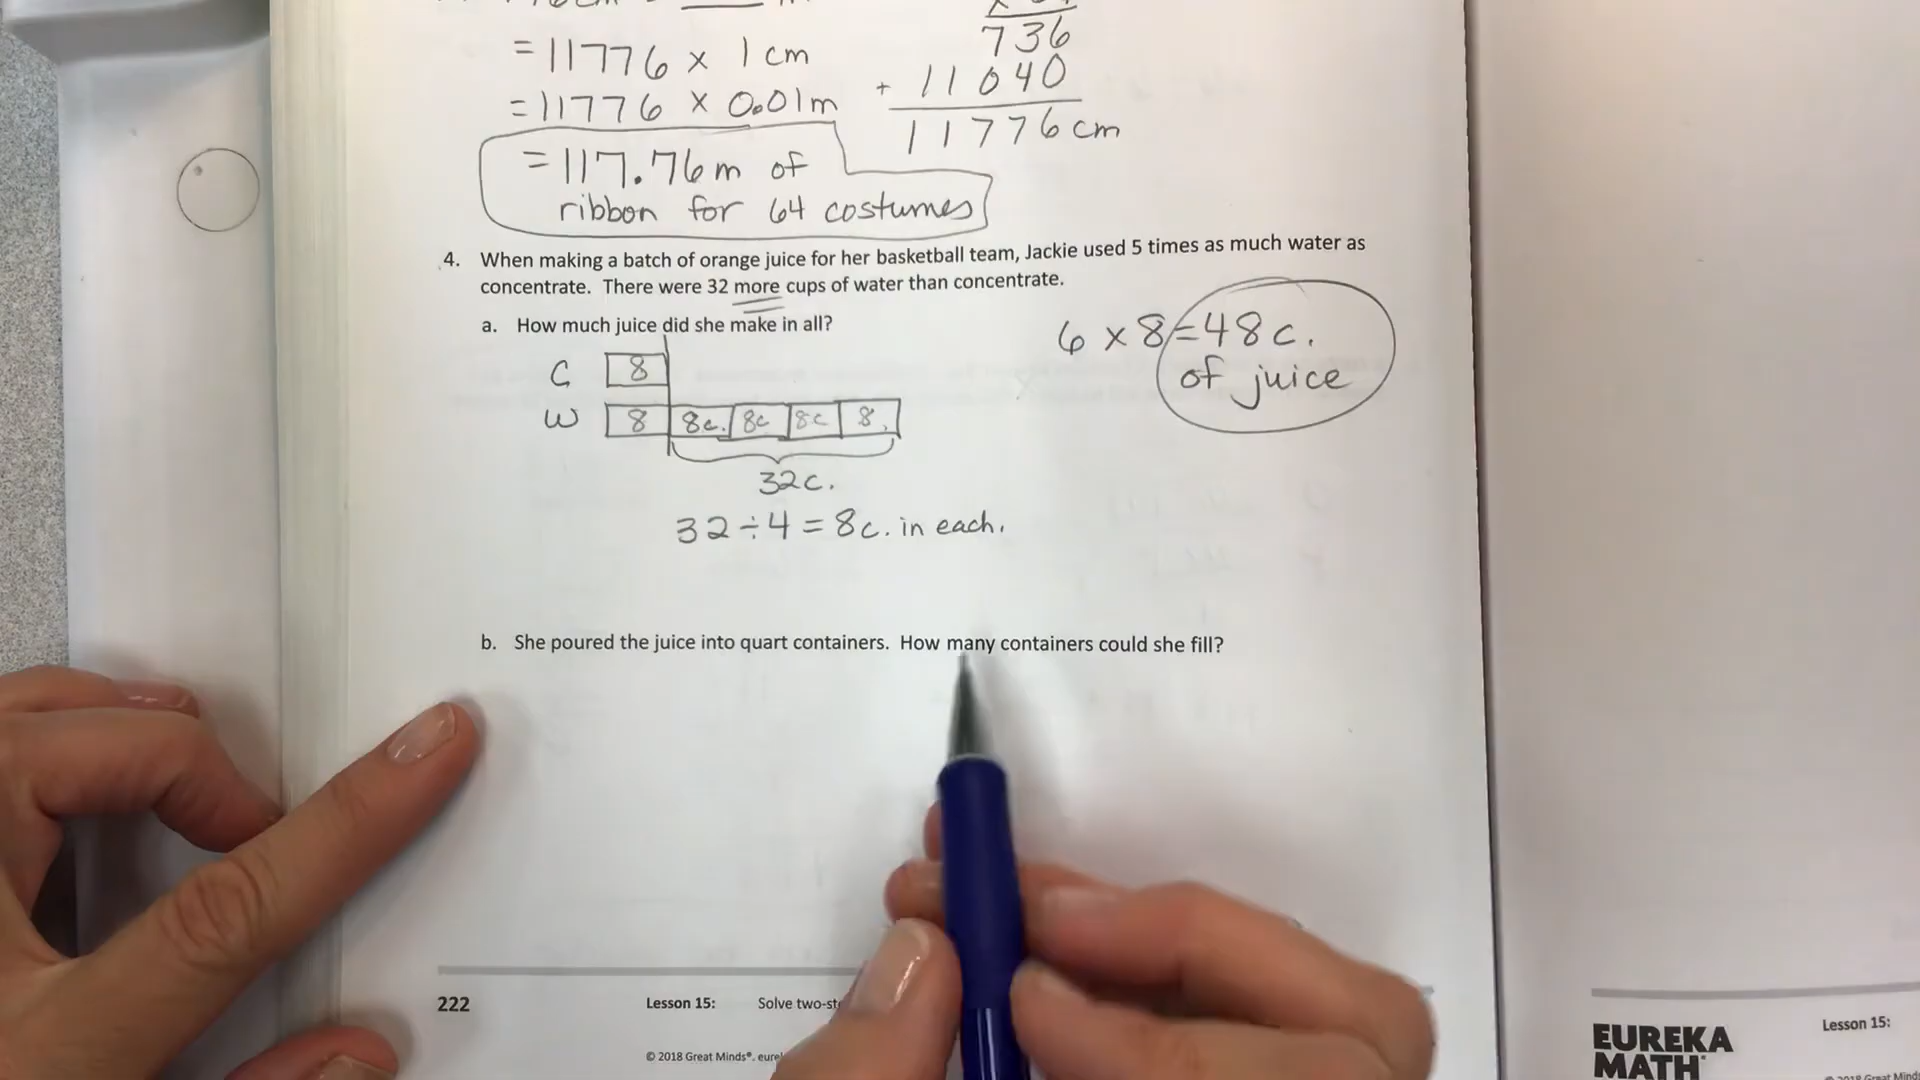 = 11776 x 1 cm
= 11776 x 0.01m
= 117.76m of
ribbon for 64 costumes
736
+ 11040
11776 cm
4. When making a batch of orange juice for her basketball team, Jackie used 5 times as much water as
concentrate. There were 32 more cups of water than concentrate.
a. How much juice did she make in all?
6 x 8 = 48c.
of juice
C 8
W 8 8c. 8c 8c 8.
32c.
32 ÷ 4 = 8c. in each.
b. She poured the juice into quart containers. How many containers could she fill?
222 Lesson 15: Solve two-st
© 2018 Great Minds®. eure
EUREKA
MATH
Lesson 15: